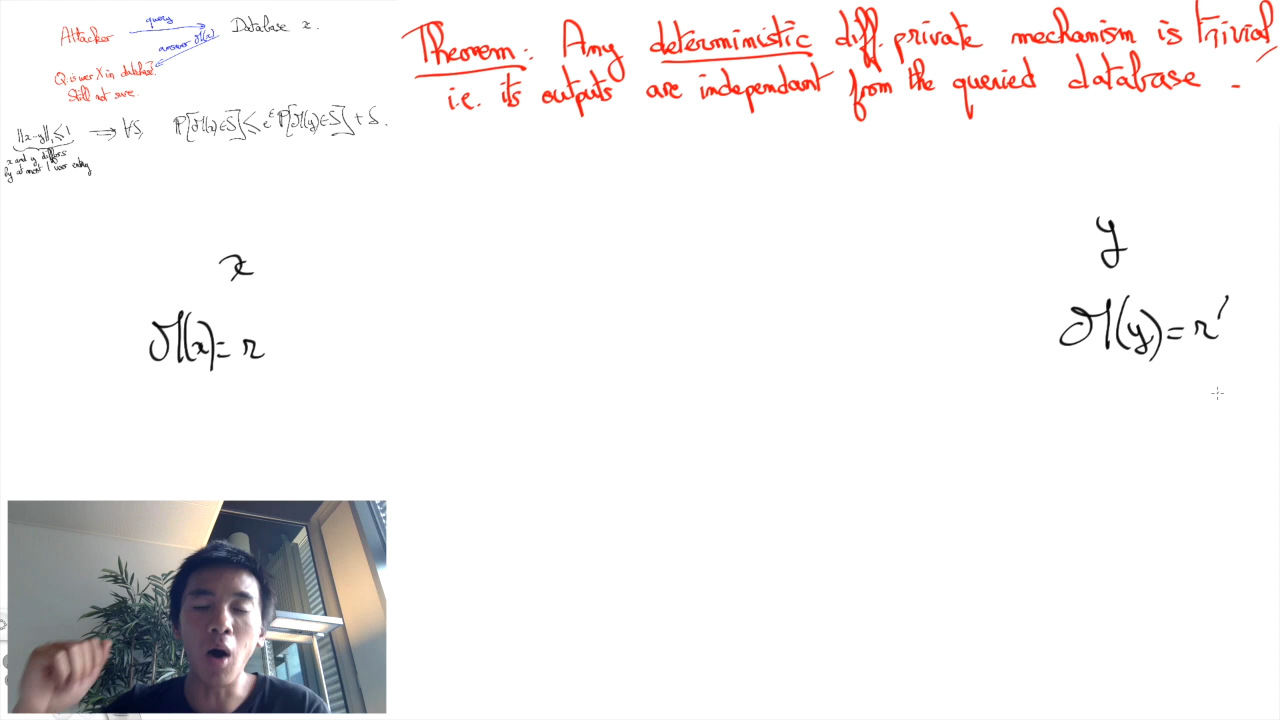 Attacker query Database x.
answer M(x)
Q: is user X in database?
Still not sure.
||x-y||₁ ≤ 1 ⟹ ∀S, ℙ[M(x)∈S] ≤ e^ε ℙ[M(y)∈S] + δ.
x and y differs
by at most 1 user entry
Theorem: Any deterministic diff. private mechanism is trivial,
i.e. its outputs are independant from the queried database.
x
M(x) = r
y
M(y) = r'